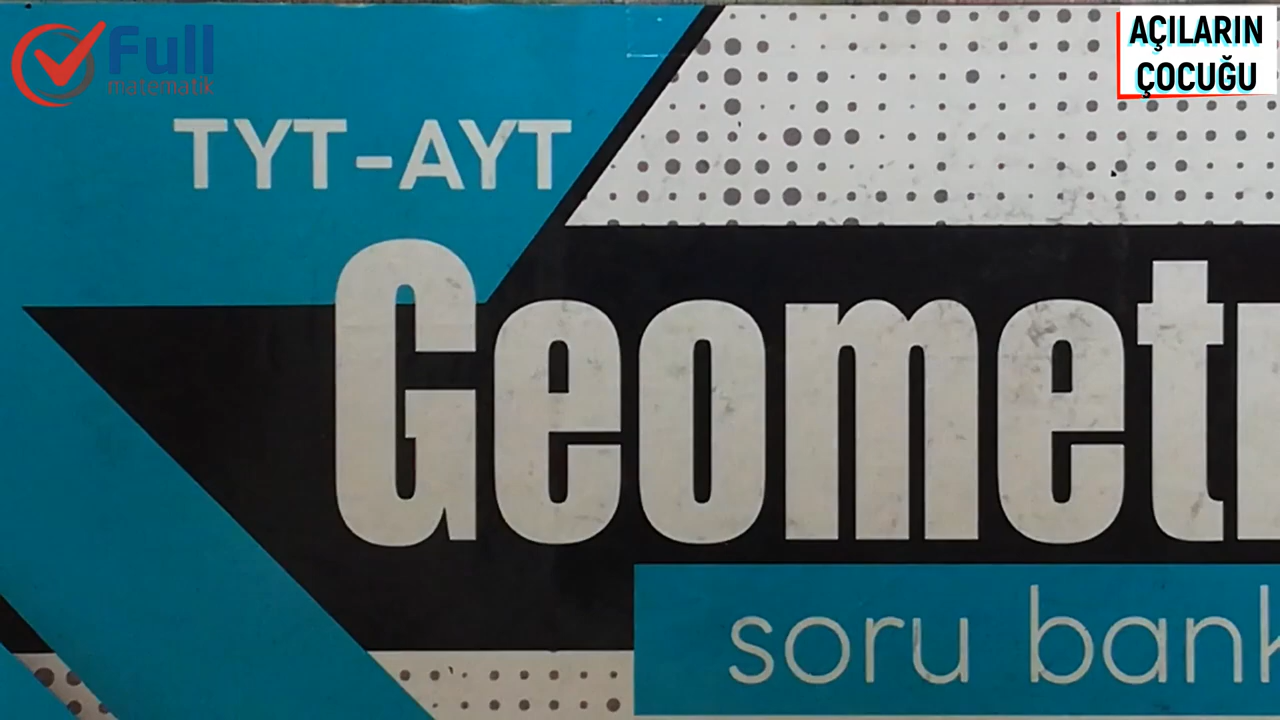 Full
matematik
AÇILARIN
ÇOCUĞU
TYT-AYT
Geomet
soru bank